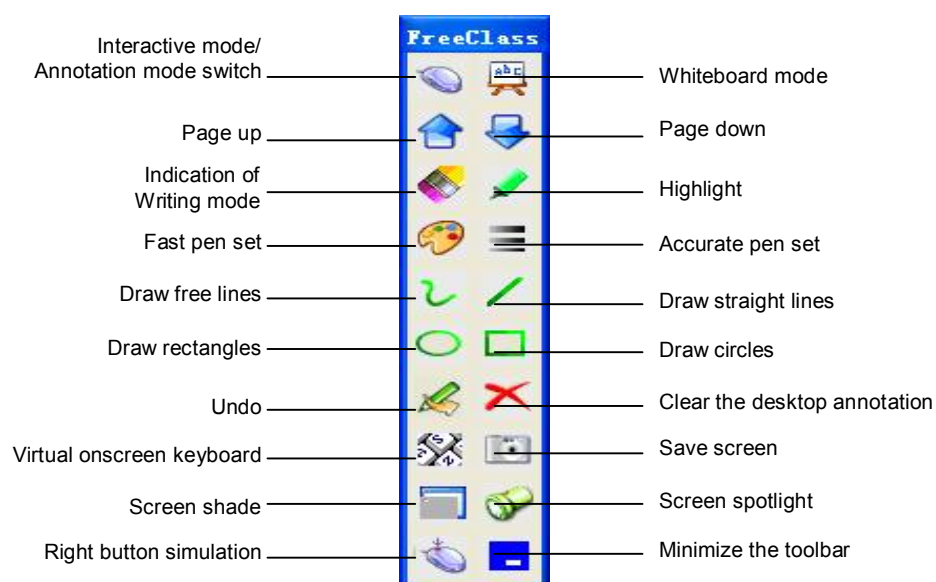 FreeClass
Interactive mode/
Annotation mode switch
Whiteboard mode
Page up
Page down
Indication of
Writing mode
Highlight
Fast pen set
Accurate pen set
Draw free lines
Draw straight lines
Draw rectangles
Draw circles
Undo
Clear the desktop annotation
Virtual onscreen keyboard
Save screen
Screen shade
Screen spotlight
Right button simulation
Minimize the toolbar